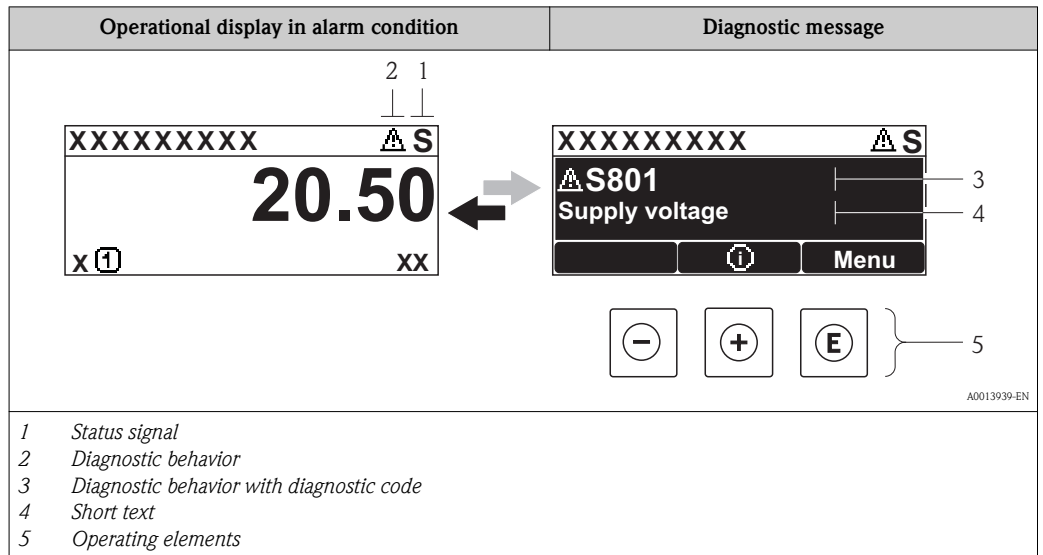 Operational display in alarm condition
Diagnostic message
2 1
XXXXXXXXX S
20.50
X 1 XX
XXXXXXXXX S
S801
Supply voltage
i Menu
3
4
- + E
5
A0013939-EN
1 Status signal
2 Diagnostic behavior
3 Diagnostic behavior with diagnostic code
4 Short text
5 Operating elements